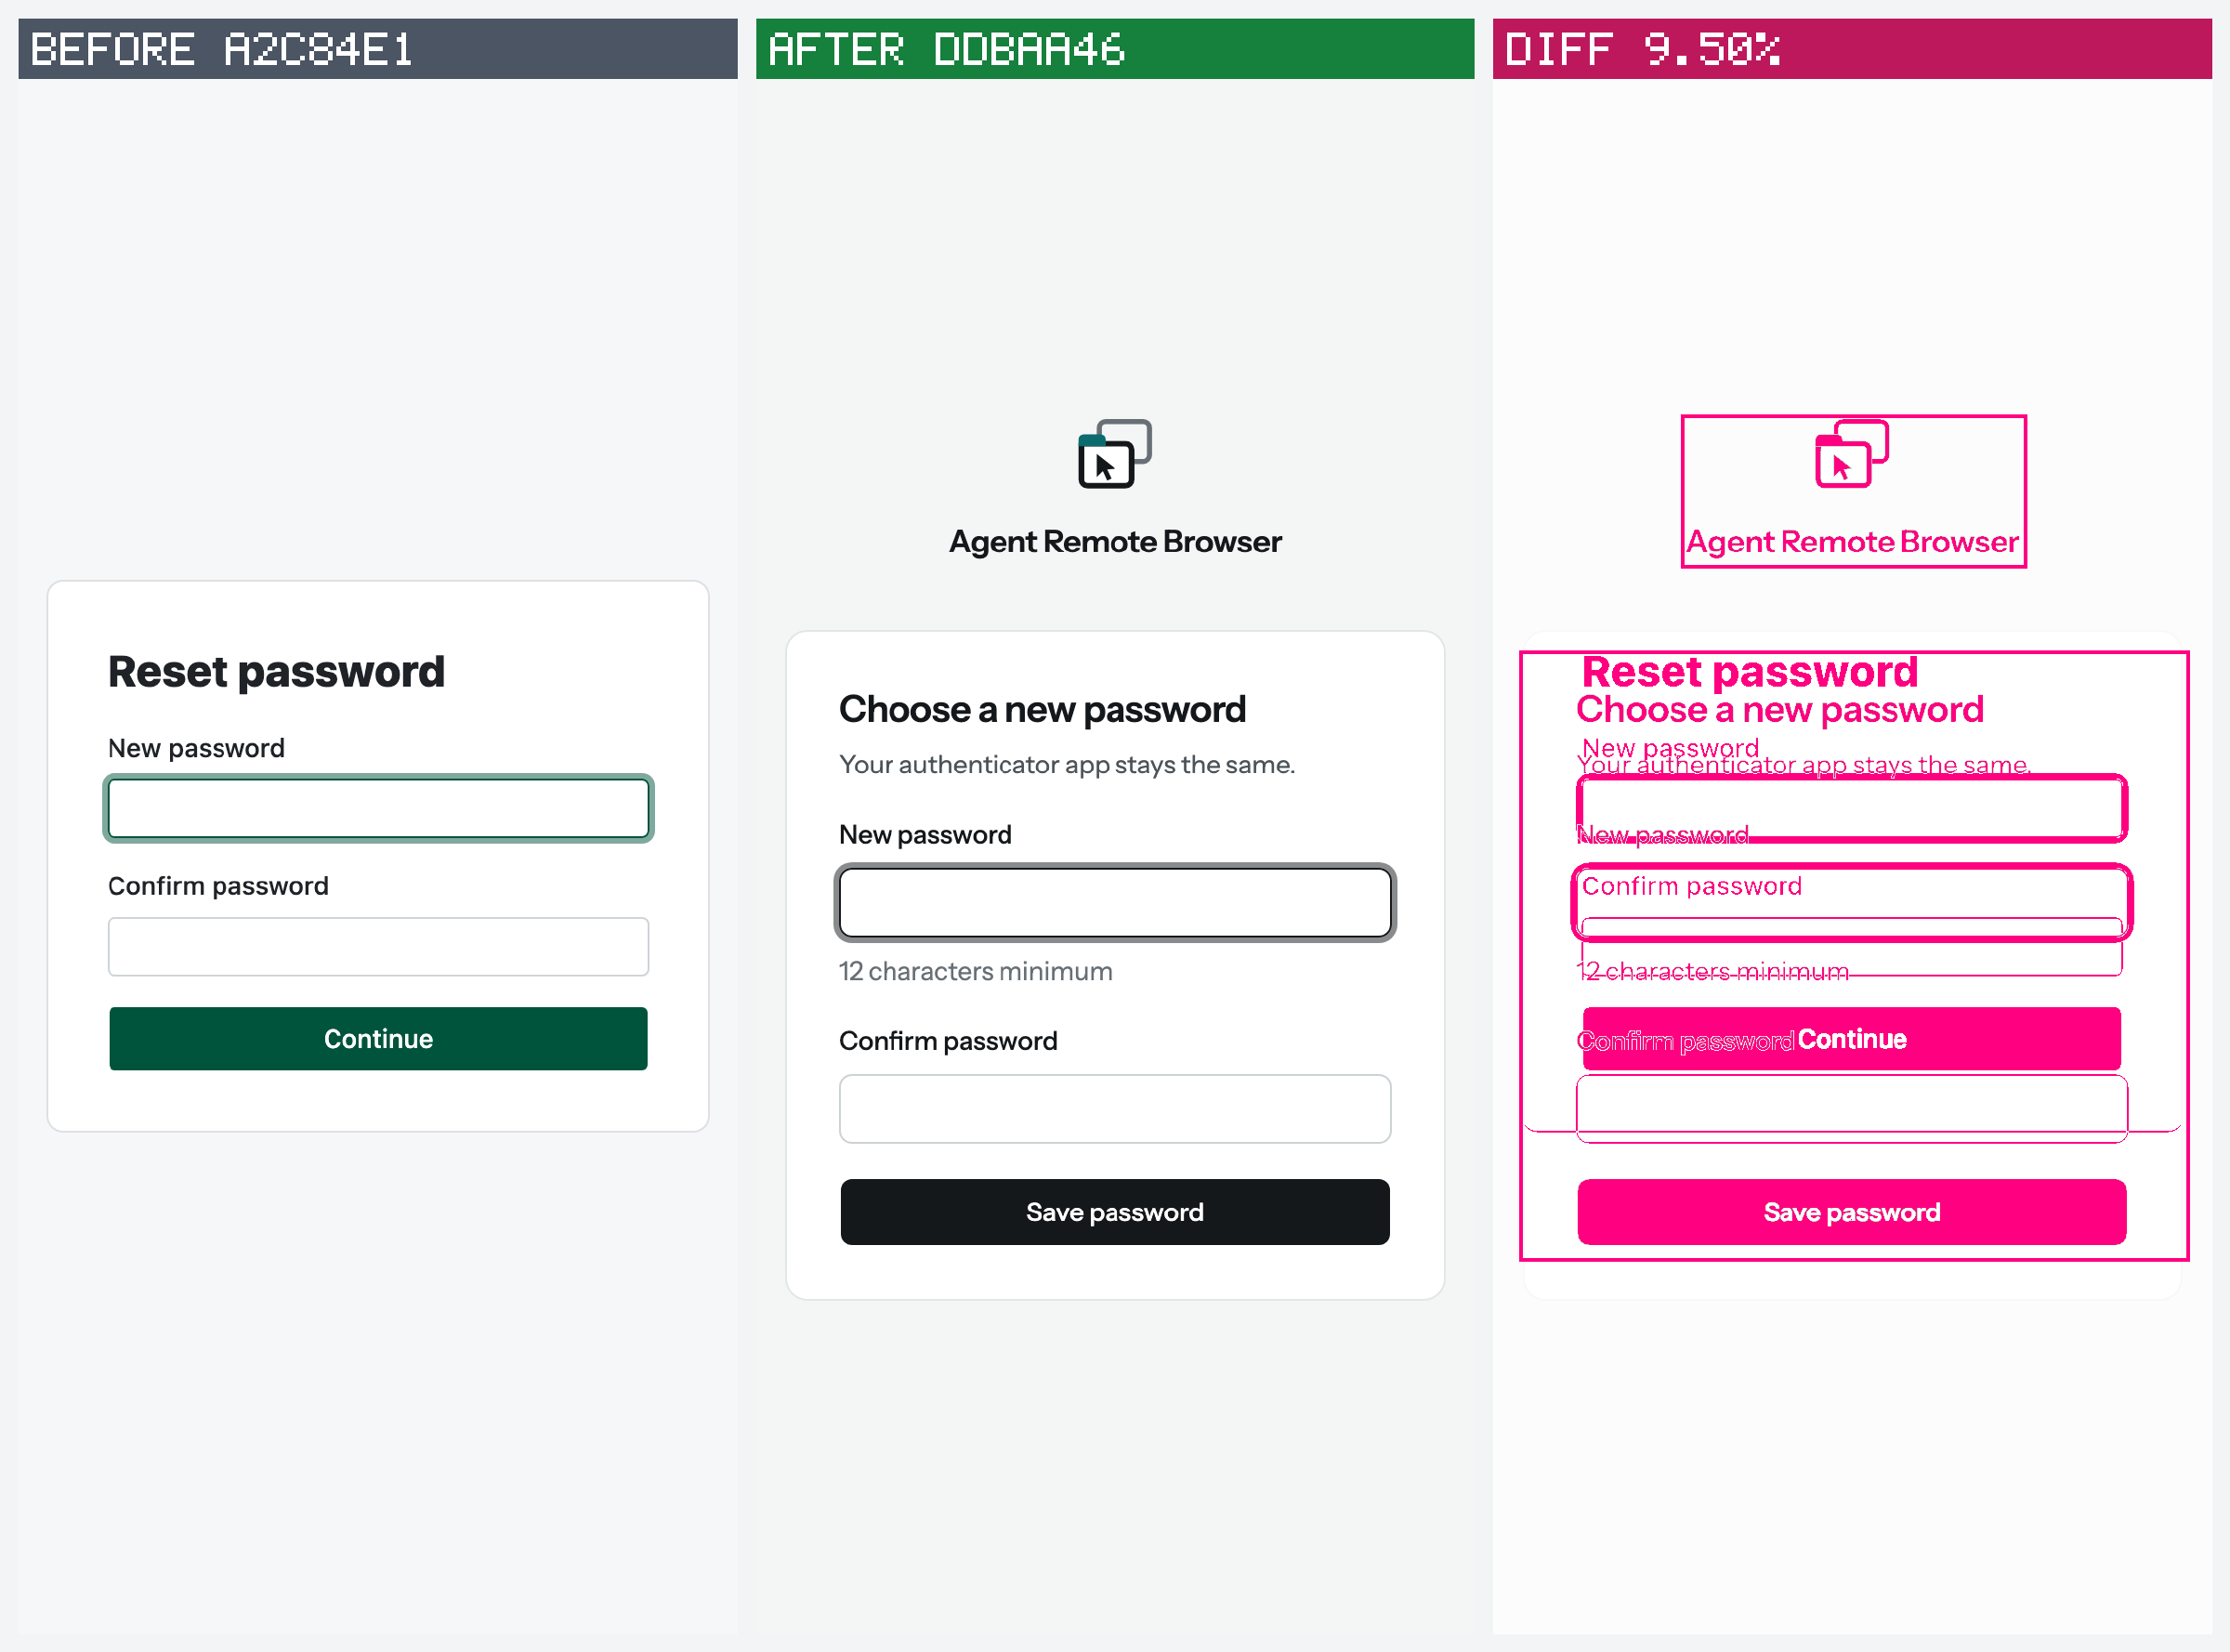 BEFORE A2C84E1
Reset password
New password
Confirm password
Continue
AFTER DDBAA46
Agent Remote Browser
Choose a new password
Your authenticator app stays the same.
New password
12 characters minimum
Confirm password
Save password
DIFF 9.50%
Agent Remote Browser
Reset password
Choose a new password
New password
Your authenticator app stays the same.
New password
Confirm password
12 characters minimum
Confirm password Continue
Save password